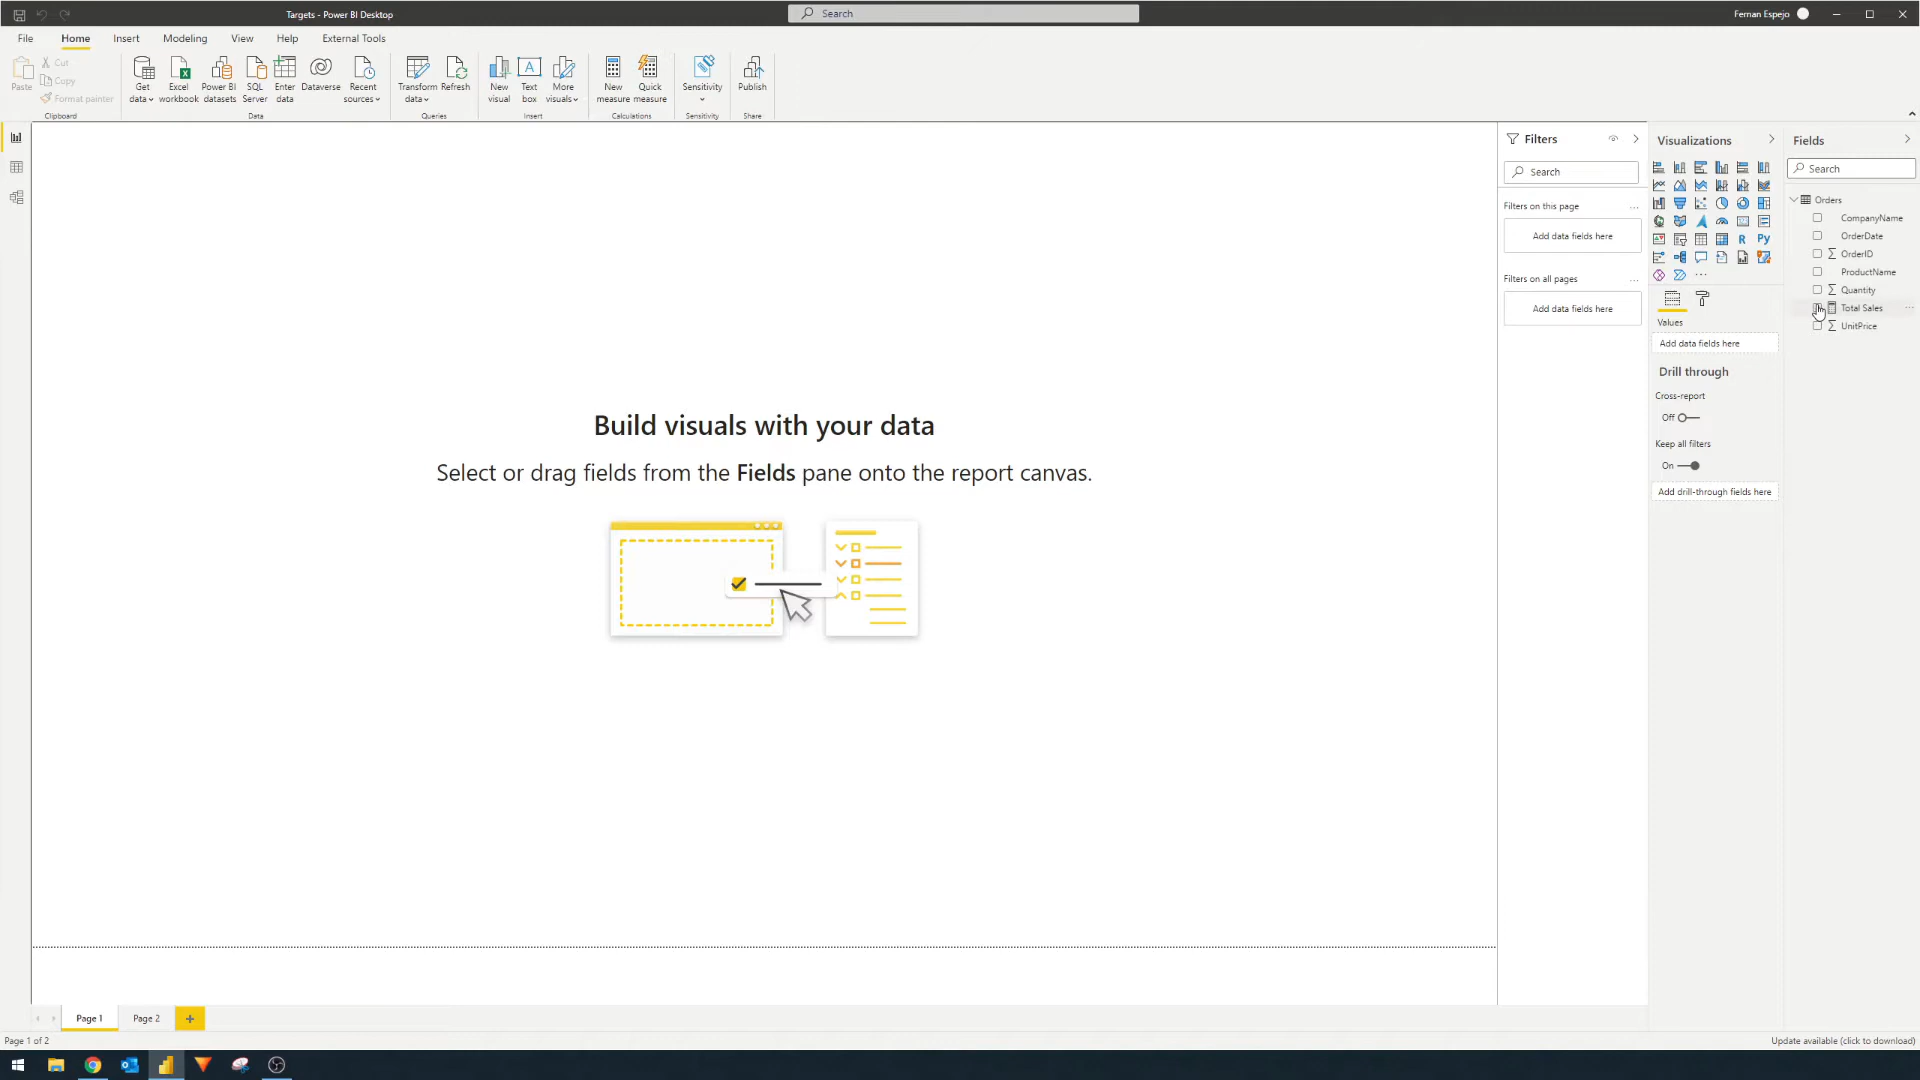 Targets - Power BI Desktop
Search
Fernan Espejo
File
Home
Insert
Modeling
View
Help
External Tools
Paste
Cut
Copy
Format painter
Clipboard
Get data
Excel workbook
Power BI datasets
SQL Server
Enter data
Dataverse
Recent sources
Data
Transform data
Refresh
Queries
New visual
Text box
More visuals
Insert
New measure
Quick measure
Calculations
Sensitivity
Sensitivity
Publish
Share
Build visuals with your data
Select or drag fields from the Fields pane onto the report canvas.
Filters
Search
Filters on this page
Add data fields here
Filters on all pages
Add data fields here
Visualizations
R
Py
Values
Add data fields here
Drill through
Cross-report
Off
Keep all filters
On
Add drill-through fields here
Fields
Search
Orders
CompanyName
OrderDate
OrderID
ProductName
Quantity
Total Sales
UnitPrice
Page 1
Page 2
+
Page 1 of 2
Update available (click to download)